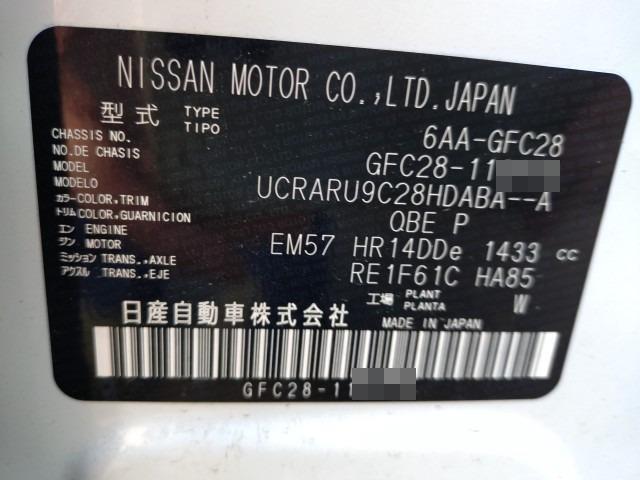 NISSAN MOTOR CO.,LTD.JAPAN
型式 TYPE TIPO 6AA-GFC28
CHASSIS NO. NO.DE CHASIS GFC28-11
MODEL MODELO UCRARU9C28HDABA--A
カラー COLOR,TRIM トリム COLOR,GUARNICION QBE P
エン ENGINE ジン MOTOR EM57 HR14DDe 1433 cc
ミッション TRANS.,AXLE アクスル TRANS.,EJE RE1F61C HA85
工場 PLANT PLANTA W
日産自動車株式会社 MADE IN JAPAN
GFC28-11